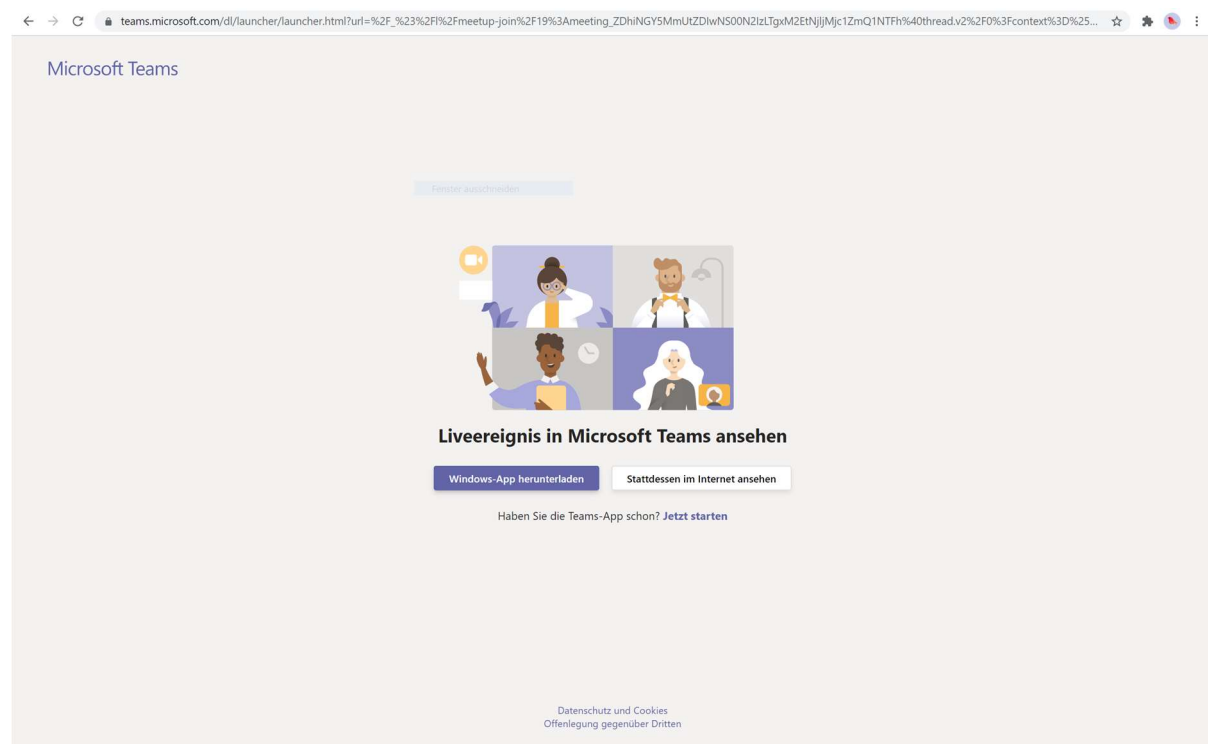 teams.microsoft.com/dl/launcher/launcher.html?url=%2F_%23%2Fl%2Fmeetup-join%2F19%3Ameeting_ZDhiNGY5MmUtZDIwNS00N2IzLTgxM2EtNjljMjc1ZmQ1NTFh%40thread.v2%2F0%3Fcontext%3D%25...
Microsoft Teams
Fenster ausschneiden
Liveereignis in Microsoft Teams ansehen
Windows-App herunterladen Stattdessen im Internet ansehen
Haben Sie die Teams-App schon? Jetzt starten
Datenschutz und Cookies
Offenlegung gegenüber Dritten